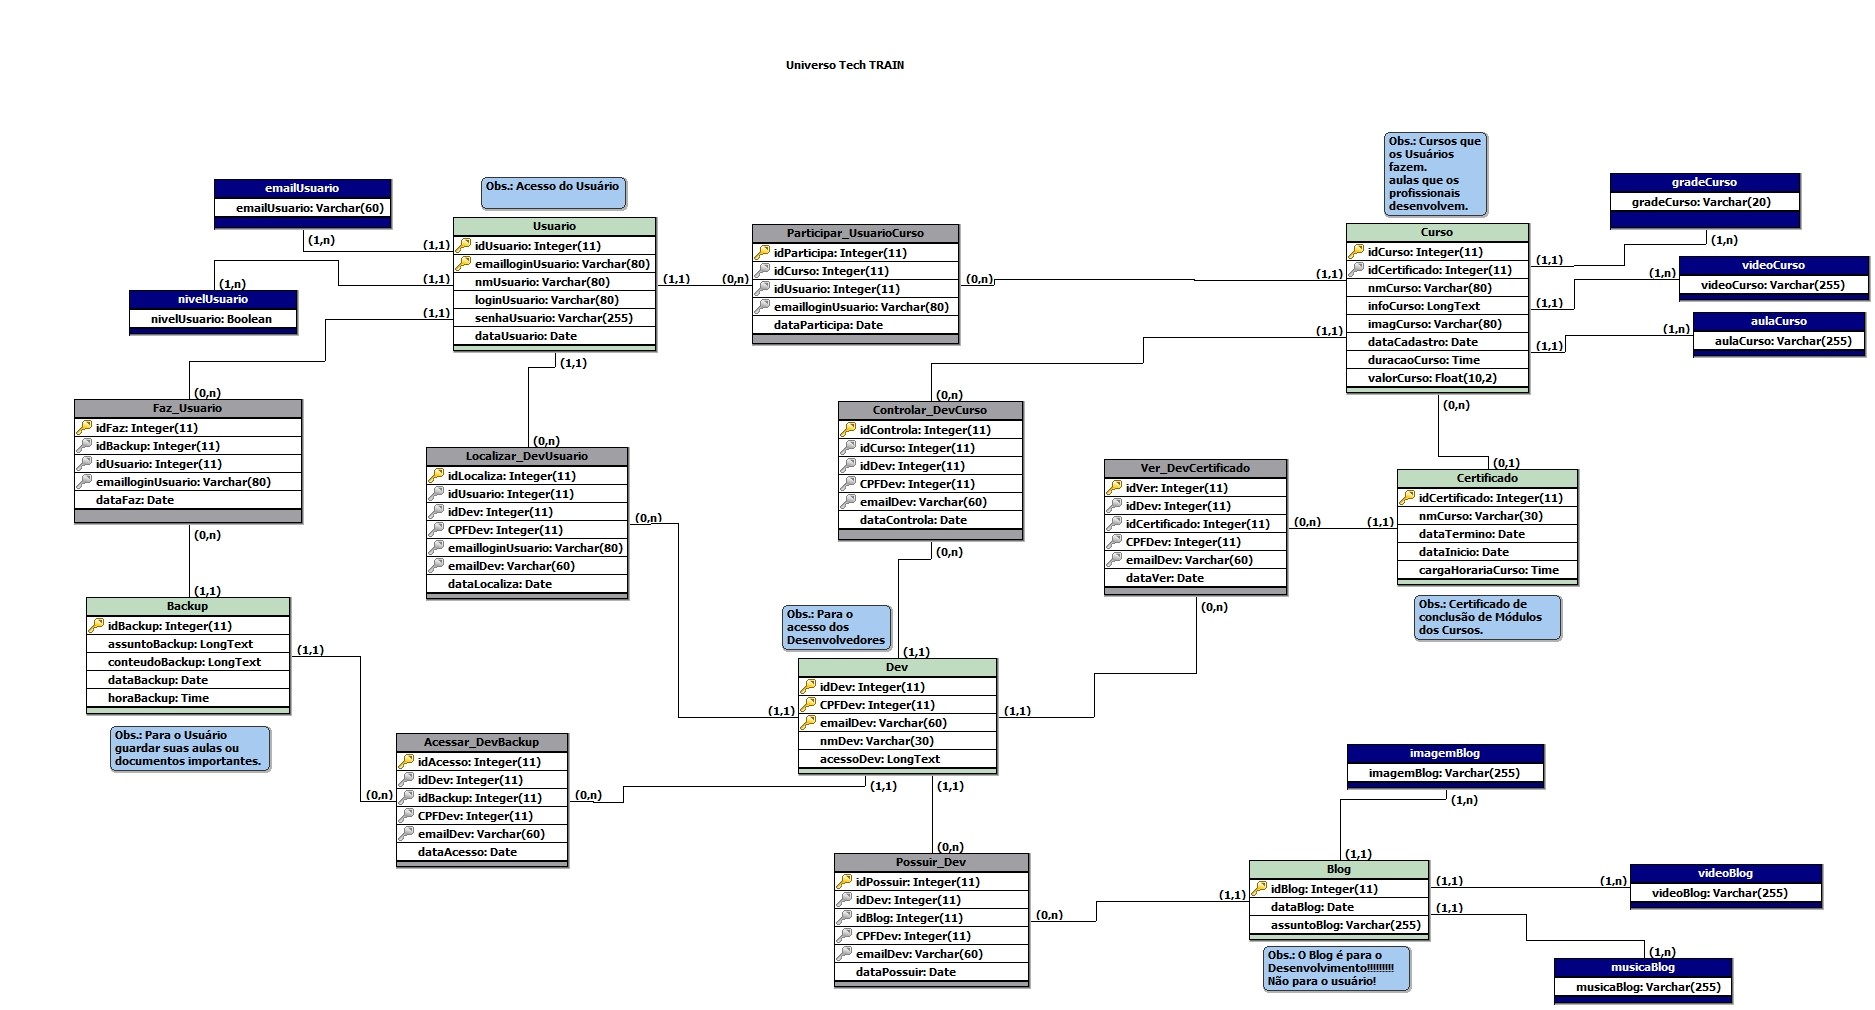 Universo Tech TRAIN
emailUsuario
emailUsuario: Varchar(60)
(1,n)
(1,1)
nivelUsuario
nivelUsuario: Boolean
(1,n)
(1,1)
(1,1)
Obs.: Acesso do Usuário
Usuario
idUsuario: Integer(11)
emailloginUsuario: Varchar(80)
nmUsuario: Varchar(80)
loginUsuario: Varchar(80)
senhaUsuario: Varchar(255)
dataUsuario: Date
(1,1)
(0,n)
(1,1)
Participar_UsuarioCurso
idParticipa: Integer(11)
idCurso: Integer(11)
idUsuario: Integer(11)
emailloginUsuario: Varchar(80)
dataParticipa: Date
(0,n)
(1,1)
(1,1)
Obs.: Cursos que
os Usuários
fazem.
aulas que os
profissionais
desenvolvem.
Curso
idCurso: Integer(11)
idCertificado: Integer(11)
nmCurso: Varchar(80)
infoCurso: LongText
imagCurso: Varchar(80)
dataCadastro: Date
duracaoCurso: Time
valorCurso: Float(10,2)
(1,1)
(1,1)
(1,1)
(0,n)
gradeCurso
gradeCurso: Varchar(20)
(1,n)
videoCurso
videoCurso: Varchar(255)
(1,n)
aulaCurso
aulaCurso: Varchar(255)
(1,n)
(0,n)
Faz_Usuario
idFaz: Integer(11)
idBackup: Integer(11)
idUsuario: Integer(11)
emailloginUsuario: Varchar(80)
dataFaz: Date
(0,n)
(0,n)
Localizar_DevUsuario
idLocaliza: Integer(11)
idUsuario: Integer(11)
idDev: Integer(11)
CPFDev: Integer(11)
emailloginUsuario: Varchar(80)
emailDev: Varchar(60)
dataLocaliza: Date
(0,n)
(0,n)
Controlar_DevCurso
idControla: Integer(11)
idCurso: Integer(11)
idDev: Integer(11)
CPFDev: Integer(11)
emailDev: Varchar(60)
dataControla: Date
(0,n)
Ver_DevCertificado
idVer: Integer(11)
idDev: Integer(11)
idCertificado: Integer(11)
CPFDev: Integer(11)
emailDev: Varchar(60)
dataVer: Date
(0,n)
(1,1)
(0,n)
(0,1)
Certificado
idCertificado: Integer(11)
nmCurso: Varchar(30)
dataTermino: Date
dataInicio: Date
cargaHorariaCurso: Time
Obs.: Certificado de
conclusão de Módulos
dos Cursos.
(1,1)
Backup
idBackup: Integer(11)
assuntoBackup: LongText
conteudoBackup: LongText
dataBackup: Date
horaBackup: Time
(1,1)
Obs.: Para o Usuário
guardar suas aulas ou
documentos importantes.
Obs.: Para o
acesso dos
Desenvolvedores
(1,1)
Dev
idDev: Integer(11)
CPFDev: Integer(11)
emailDev: Varchar(60)
nmDev: Varchar(30)
acessoDev: LongText
(1,1)
(1,1)
(1,1)
(1,1)
Acessar_DevBackup
idAcesso: Integer(11)
idDev: Integer(11)
idBackup: Integer(11)
CPFDev: Integer(11)
emailDev: Varchar(60)
dataAcesso: Date
(0,n)
(0,n)
(0,n)
Possuir_Dev
idPossuir: Integer(11)
idDev: Integer(11)
idBlog: Integer(11)
CPFDev: Integer(11)
emailDev: Varchar(60)
dataPossuir: Date
(0,n)
(1,1)
imagemBlog
imagemBlog: Varchar(255)
(1,n)
(1,1)
Blog
idBlog: Integer(11)
dataBlog: Date
assuntoBlog: Varchar(255)
(1,1)
(1,n)
(1,1)
videoBlog
videoBlog: Varchar(255)
Obs.: O Blog é para o
Desenvolvimento!!!!!!!!!
Não para o usuário!
(1,n)
musicaBlog
musicaBlog: Varchar(255)